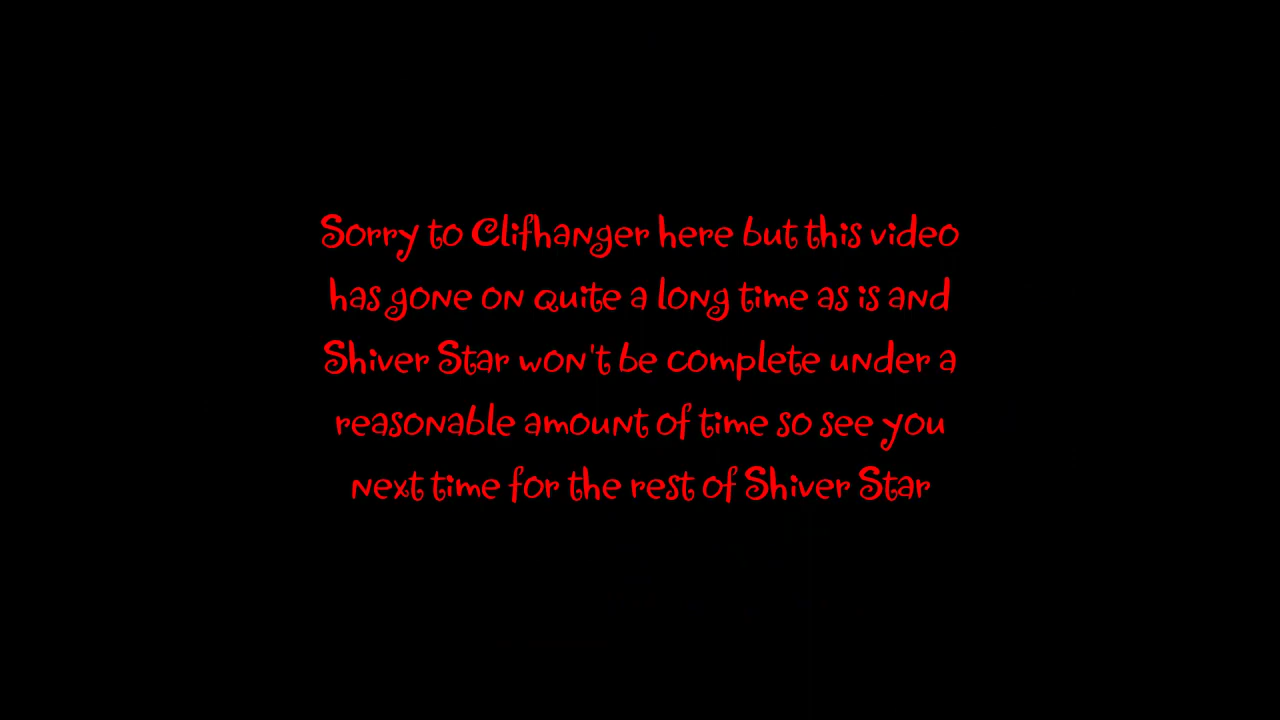 Sorry to Clifhanger here but this video
has gone on quite a long time as is and
Shiver Star won't be complete under a
reasonable amount of time so see you
next time for the rest of Shiver Star